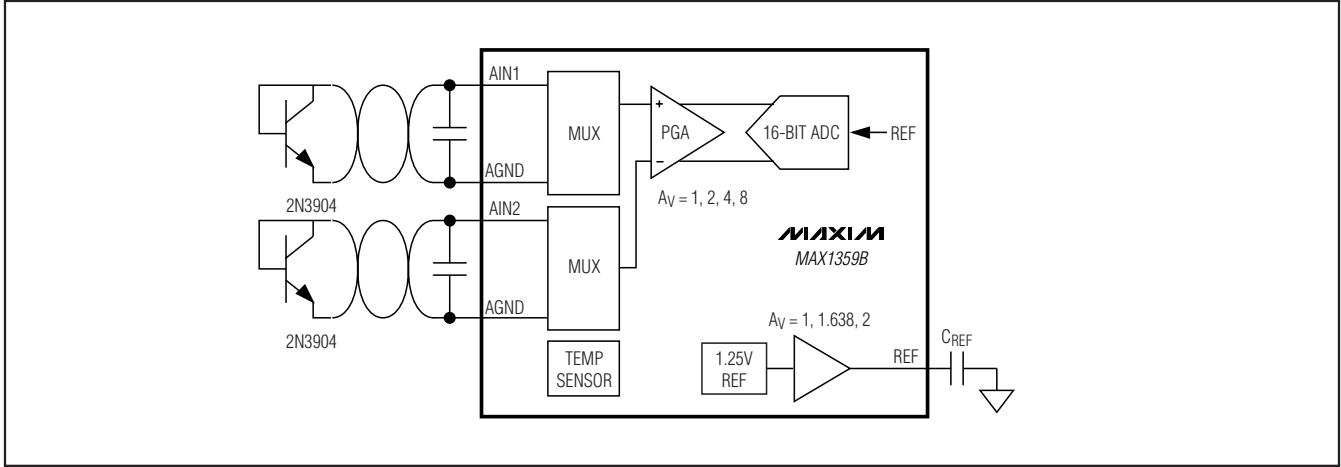 AIN1
MUX
+
PGA
−
16-BIT ADC
REF
AGND
2N3904
AV = 1, 2, 4, 8
AIN2
MUX
MAXIM
MAX1359B
AGND
2N3904
TEMP
SENSOR
AV = 1, 1.638, 2
1.25V
REF
REF
CREF